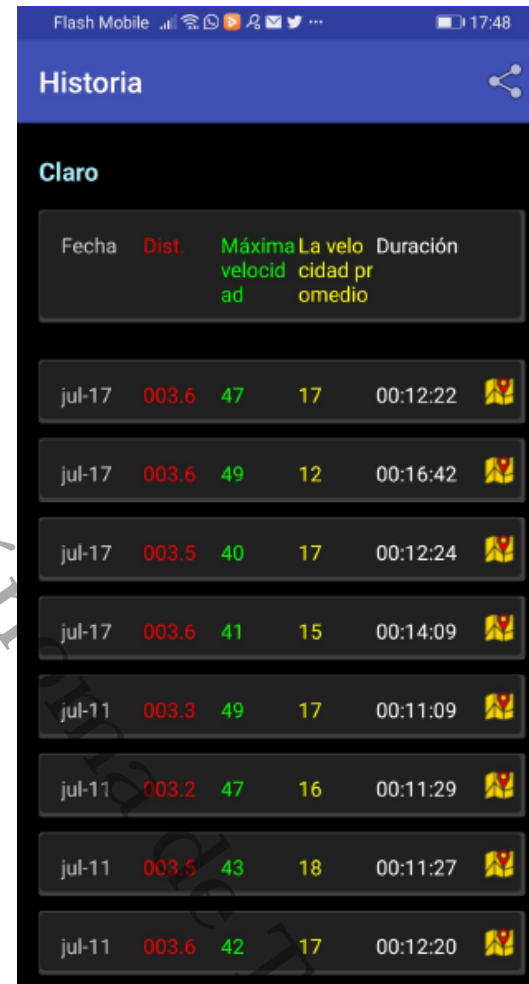 Flash Mobile ··· 17:48
Historia
Claro
Fecha Dist. Máxima velocid ad La velo cidad pr omedio Duración
jul-17 003.6 47 17 00:12:22
jul-17 003.6 49 12 00:16:42
jul-17 003.5 40 17 00:12:24
jul-17 003.6 41 15 00:14:09
jul-11 003.3 49 17 00:11:09
jul-11 003.2 47 16 00:11:29
jul-11 003.5 43 18 00:11:27
jul-11 003.6 42 17 00:12:20